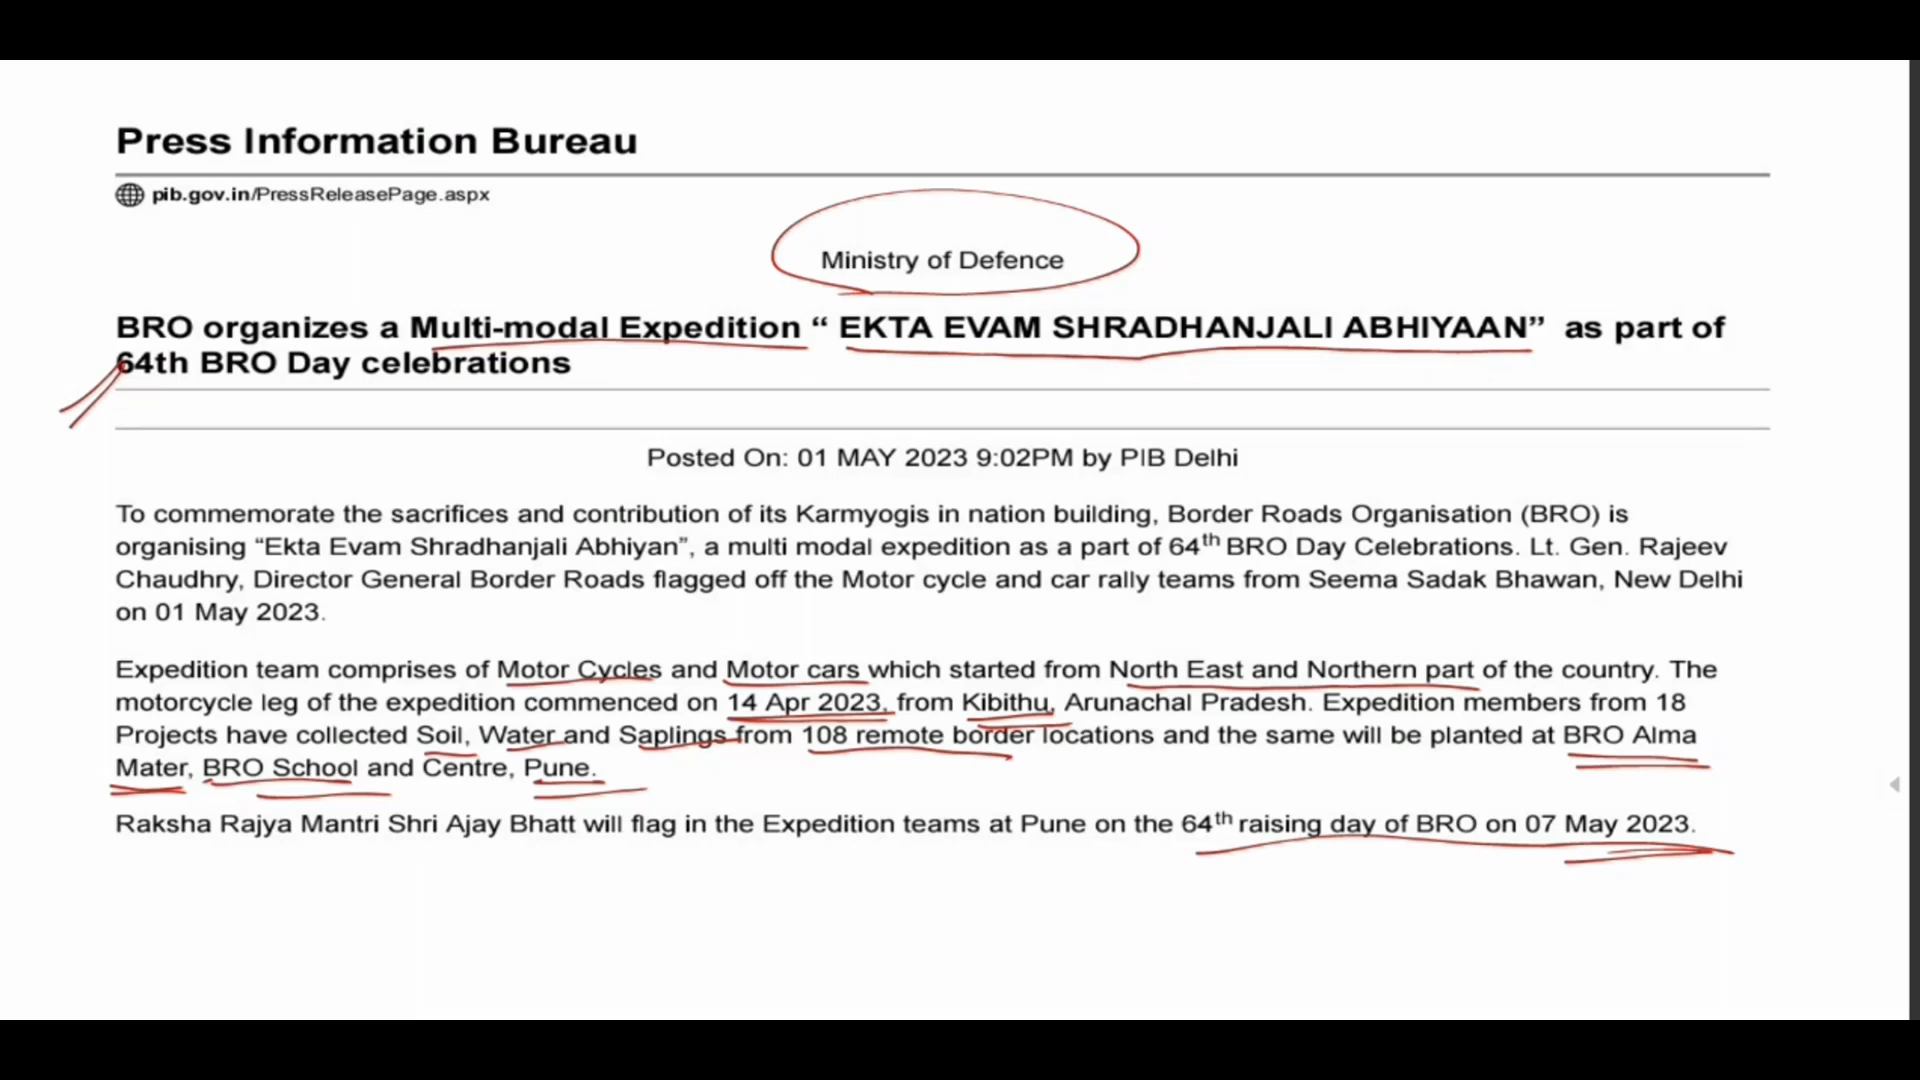 Press Information Bureau
pib.gov.in/PressReleasePage.aspx
Ministry of Defence
BRO organizes a Multi-modal Expedition “ EKTA EVAM SHRADHANJALI ABHIYAAN” as part of
64th BRO Day celebrations
Posted On: 01 MAY 2023 9:02PM by PIB Delhi
To commemorate the sacrifices and contribution of its Karmyogis in nation building, Border Roads Organisation (BRO) is
organising “Ekta Evam Shradhanjali Abhiyan”, a multi modal expedition as a part of 64th BRO Day Celebrations. Lt. Gen. Rajeev
Chaudhry, Director General Border Roads flagged off the Motor cycle and car rally teams from Seema Sadak Bhawan, New Delhi
on 01 May 2023.
Expedition team comprises of Motor Cycles and Motor cars which started from North East and Northern part of the country. The
motorcycle leg of the expedition commenced on 14 Apr 2023, from Kibithu, Arunachal Pradesh. Expedition members from 18
Projects have collected Soil, Water and Saplings from 108 remote border locations and the same will be planted at BRO Alma
Mater, BRO School and Centre, Pune.
Raksha Rajya Mantri Shri Ajay Bhatt will flag in the Expedition teams at Pune on the 64th raising day of BRO on 07 May 2023.